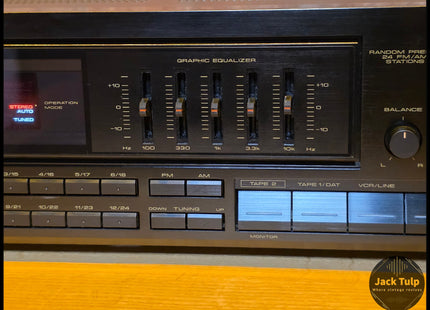 GRAPHIC EQUALIZER
RANDOM PRE
24 FM/AM
STATIONS
+10 +10
STEREO
AUTO
TUNED
OPERATION
MODE
0 0
BALANCE
-10 -10
Hz 100 330 1k 3.3k 10k Hz
L R
3/15 4/16 5/17 6/18 FM AM
TAPE 2 TAPE 1/DAT VCR/LINE
9/21 10/22 11/23 12/24 DOWN TUNING UP
MONITOR
Jack Tulp
Where vintage revives